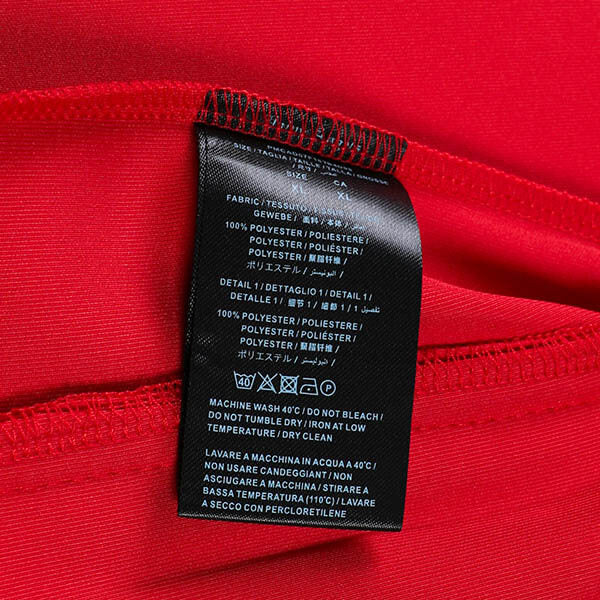 SIZE / TAGLIA / TAILLE / TALLA / GRÖSSE
SIZE CA
XL XL
FABRIC / TESSUTO /
GEWEBE / 面料 / 本体 /
100% POLYESTER / POLIESTERE /
POLYESTER / POLIÉSTER /
POLYESTER / 聚酯纤维 /
ポリエステル / البوليستر /
DETAIL 1 / DETTAGLIO 1 / DETAIL 1 /
DETALLE 1 / 细节 1 / 細部 1 / تفصيل 1 /
100% POLYESTER / POLIESTERE /
POLYESTER / POLIÉSTER /
POLYESTER / 聚酯纤维 /
ポリエステル / البوليستر /
40 P
MACHINE WASH 40°C / DO NOT BLEACH /
DO NOT TUMBLE DRY / IRON AT LOW
TEMPERATURE / DRY CLEAN
LAVARE A MACCHINA IN ACQUA A 40°C /
NON USARE CANDEGGIANT / NON
ASCIUGARE A MACCHINA / STIRARE A
BASSA TEMPERATURA (110°C) / LAVARE
A SECCO CON PERCLORETILENE